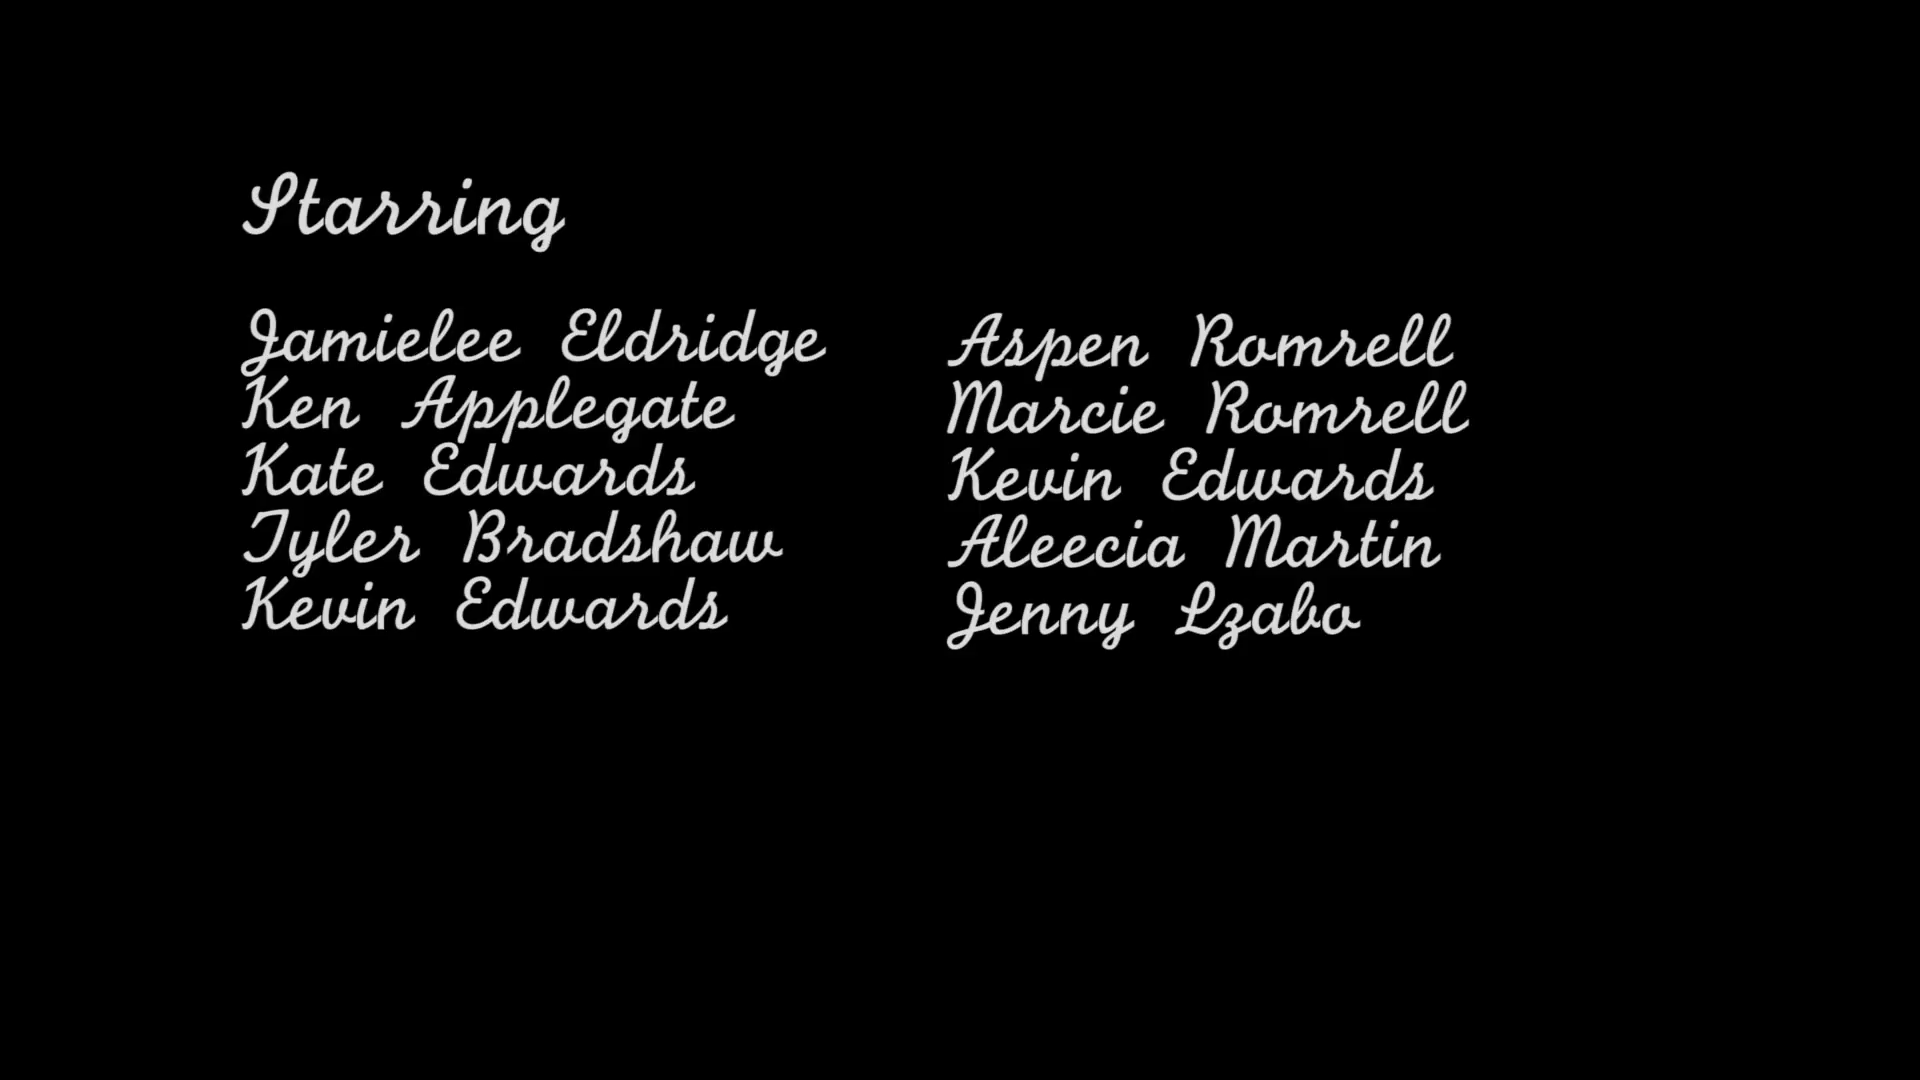 Starring
Jamielee Eldridge
Ken Applegate
Kate Edwards
Tyler Bradshaw
Kevin Edwards
Aspen Romrell
Marcie Romrell
Kevin Edwards
Aleecia Martin
Jenny Lzabo